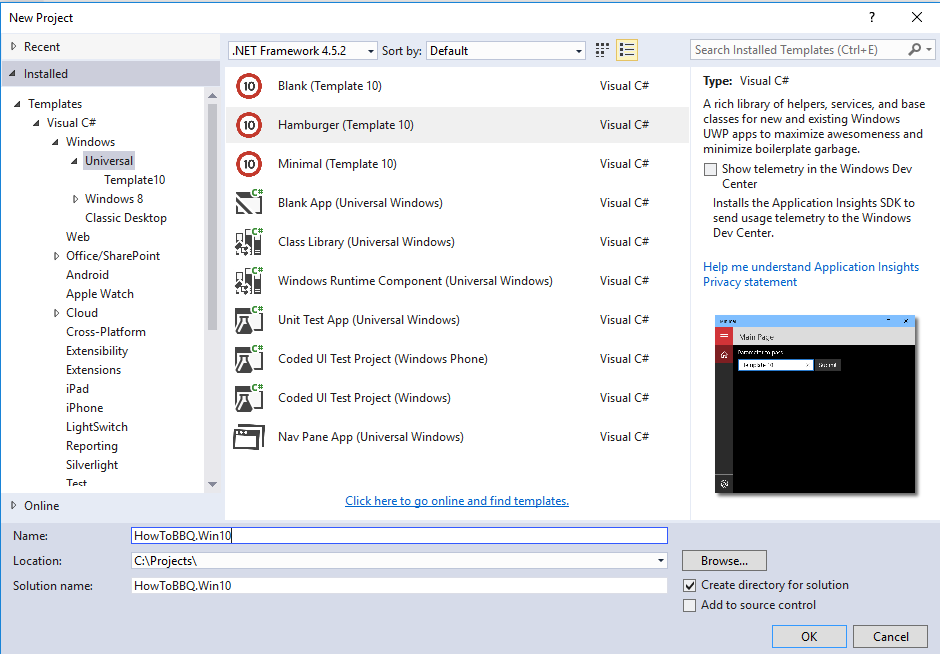 New Project
?
Recent
.NET Framework 4.5.2
Sort by:
Default
Search Installed Templates (Ctrl+E)
Installed
Templates
Visual C#
Windows
Universal
Template10
Windows 8
Classic Desktop
Web
Office/SharePoint
Android
Apple Watch
Cloud
Cross-Platform
Extensibility
Extensions
iPad
iPhone
LightSwitch
Reporting
Silverlight
Test
Online
10 Blank (Template 10) Visual C#
10 Hamburger (Template 10) Visual C#
10 Minimal (Template 10) Visual C#
C# Blank App (Universal Windows) Visual C#
C# Class Library (Universal Windows) Visual C#
C# Windows Runtime Component (Universal Windows) Visual C#
C# Unit Test App (Universal Windows) Visual C#
C# Coded UI Test Project (Windows Phone) Visual C#
C# Coded UI Test Project (Windows) Visual C#
Nav Pane App (Universal Windows) Visual C#
Click here to go online and find templates.
Type: Visual C#
A rich library of helpers, services, and base
classes for new and existing Windows
UWP apps to maximize awesomeness and
minimize boilerplate garbage.
Show telemetry in the Windows Dev
Center
Installs the Application Insights SDK to
send usage telemetry to the Windows
Dev Center.
Help me understand Application Insights
Privacy statement
Main Page
Parameter to pass
Template 10
Submit
Name: HowToBBQ.Win10
Location: C:\Projects\
Browse...
Solution name: HowToBBQ.Win10
Create directory for solution
Add to source control
OK
Cancel